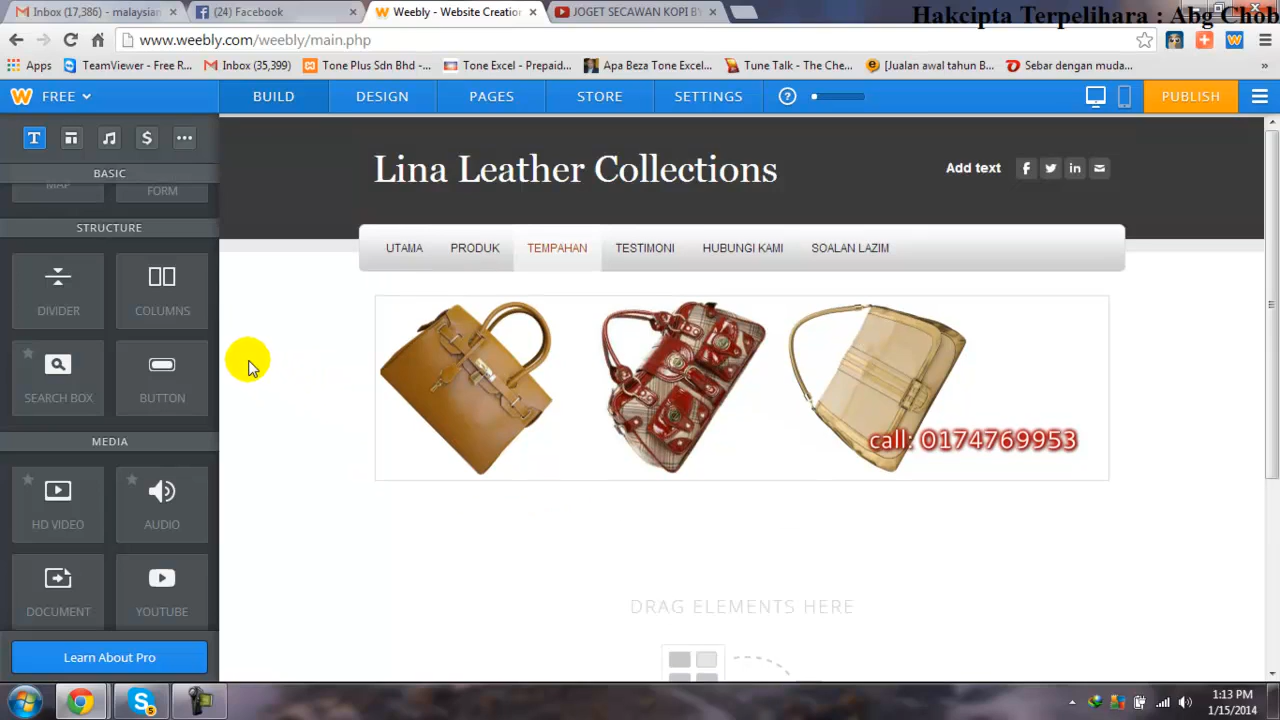 Inbox (17,386) - malaysian
(24) Facebook
Weebly - Website Creation
JOGET SECAWAN KOPI BY
Hakcipta Terpelihara : Abg Chob
www.weebly.com/weebly/main.php
Apps
TeamViewer - Free R...
Inbox (35,399)
Tone Plus Sdn Bhd -...
Tone Excel - Prepaid...
Apa Beza Tone Excel...
Tune Talk - The Che...
[Jualan awal tahun B...
Sebar dengan muda...
»
FREE
BUILD
DESIGN
PAGES
STORE
SETTINGS
?
PUBLISH
T
$
BASIC
MAP
FORM
STRUCTURE
DIVIDER
COLUMNS
SEARCH BOX
BUTTON
MEDIA
HD VIDEO
AUDIO
DOCUMENT
YOUTUBE
Learn About Pro
Lina Leather Collections
Add text
UTAMA
PRODUK
TEMPAHAN
TESTIMONI
HUBUNGI KAMI
SOALAN LAZIM
call: 0174769953
DRAG ELEMENTS HERE
5
1:13 PM
1/15/2014